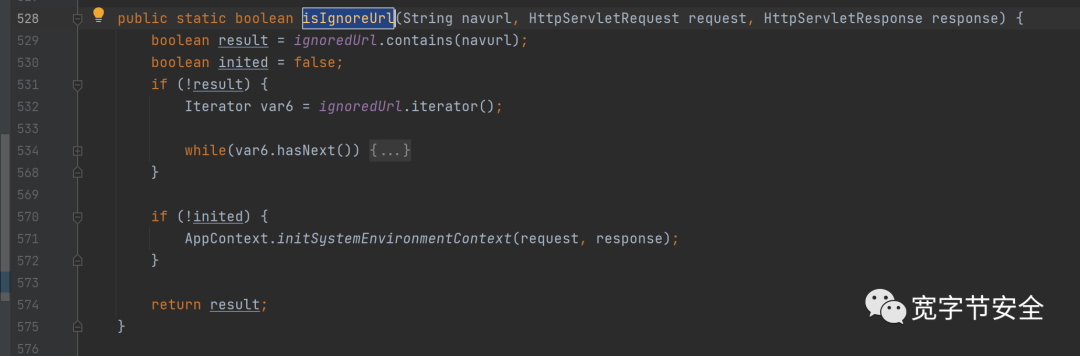 528 public static boolean isIgnoreUrl(String navurl, HttpServletRequest request, HttpServletResponse response) {
529 boolean result = ignoredUrl.contains(navurl);
530 boolean inited = false;
531 if (!result) {
532 Iterator var6 = ignoredUrl.iterator();
533
534 while(var6.hasNext()) {...}
568 }
569
570 if (!inited) {
571 AppContext.initSystemEnvironmentContext(request, response);
572 }
573
574 return result;
575 }
576
宽字节安全